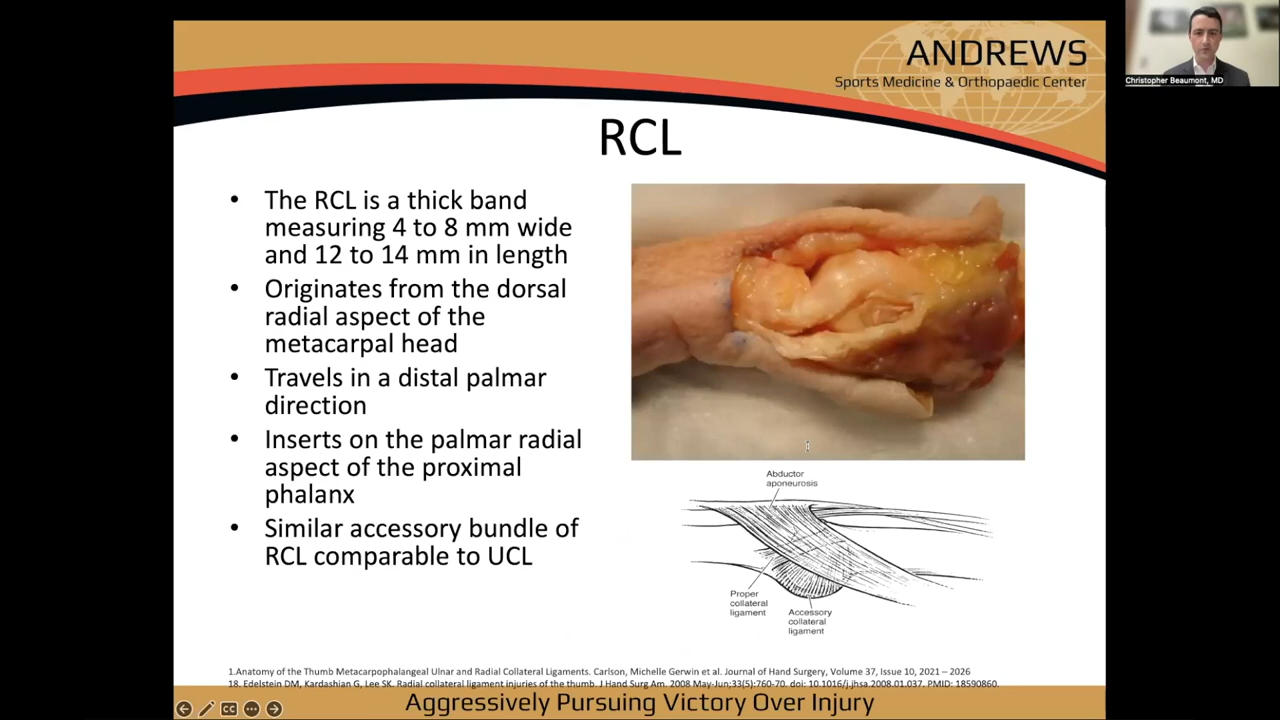 ANDREWS
Sports Medicine & Orthopaedic Center
Christopher Beaumont, MD
RCL
• The RCL is a thick band
measuring 4 to 8 mm wide
and 12 to 14 mm in length
• Originates from the dorsal
radial aspect of the
metacarpal head
• Travels in a distal palmar
direction
• Inserts on the palmar radial
aspect of the proximal
phalanx
• Similar accessory bundle of
RCL comparable to UCL
Abductor
aponeurosis
Proper
collateral
ligament
Accessory
collateral
ligament
1.Anatomy of the Thumb Metacarpophalangeal Ulnar and Radial Collateral Ligaments. Carlson, Michelle Gerwin et al. Journal of Hand Surgery, Volume 37, Issue 10, 2021 – 2026
18. Edelstein DM, Kardashian G, Lee SK. Radial collateral ligament injuries of the thumb. J Hand Surg Am. 2008 May-Jun;33(5):760-70. doi: 10.1016/j.jhsa.2008.01.037. PMID: 18590860.
Aggressively Pursuing Victory Over Injury
CC